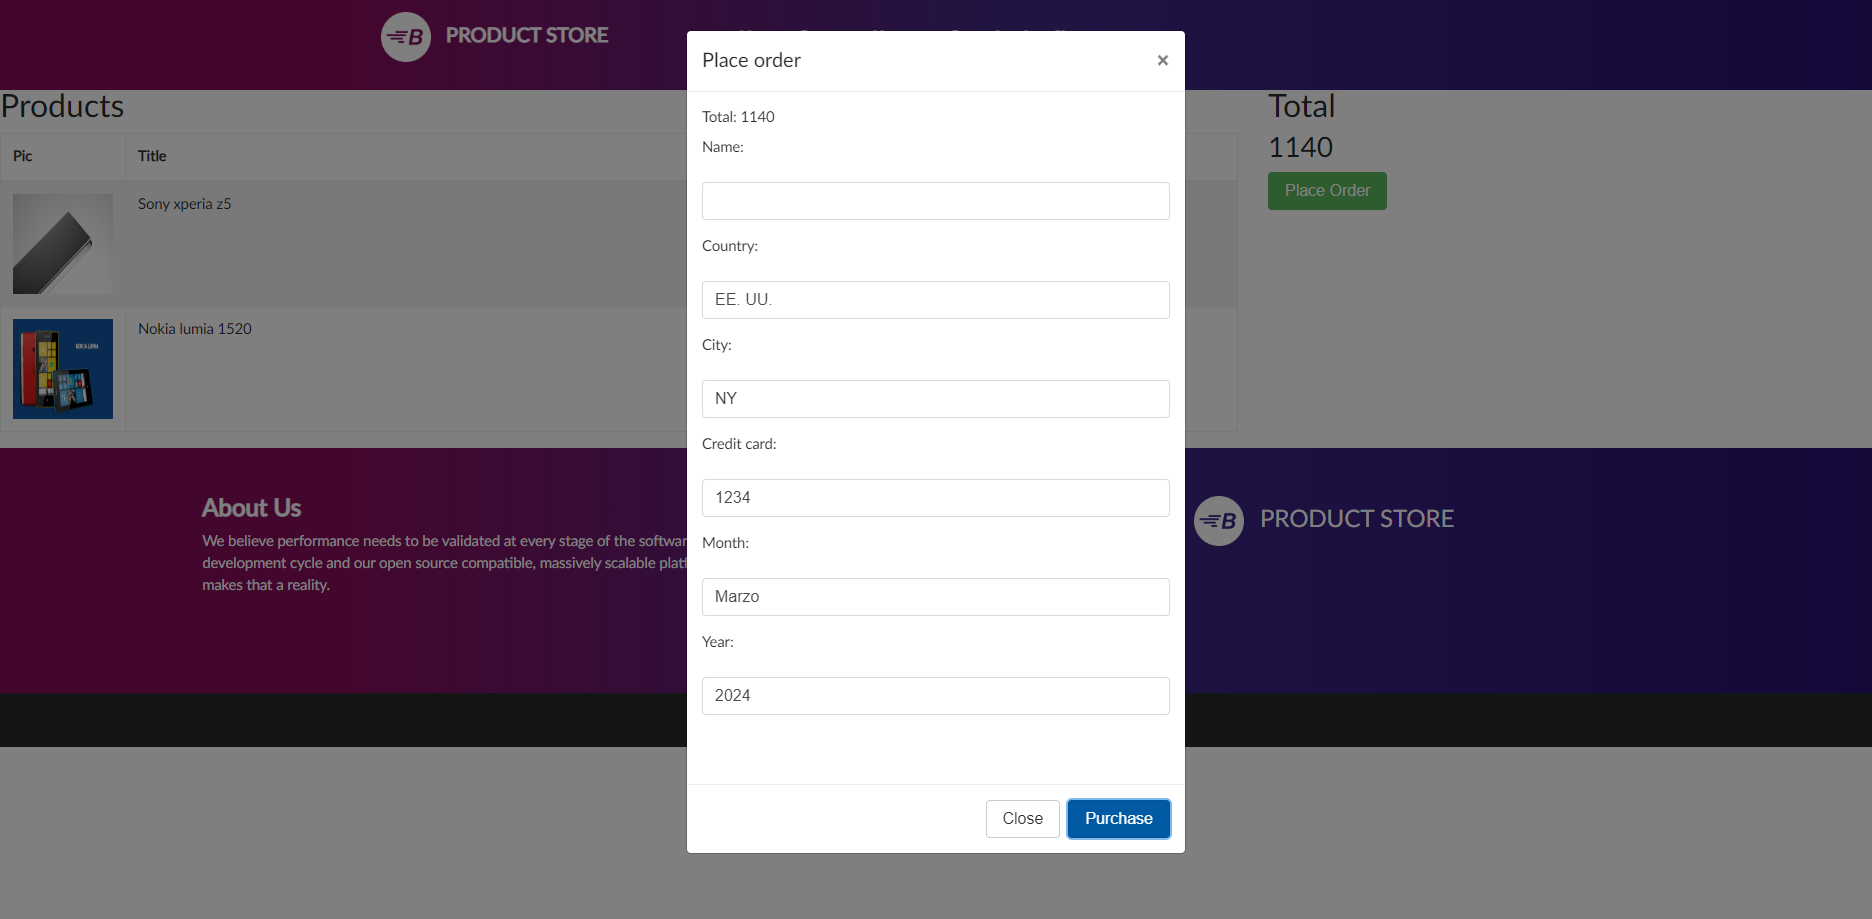 B PRODUCT STORE
Place order
×
Products
Total
Total: 1140
1140
Name:
Pic Title
Place Order
Sony xperia z5
Country:
EE. UU.
Nokia lumia 1520
NOKIA LUMIA
City:
NY
Credit card:
1234
About Us
B PRODUCT STORE
We believe performance needs to be validated at every stage of the softwar
development cycle and our open source compatible, massively scalable
makes that a reality.
Month:
Marzo
Year:
2024
Close
Purchase